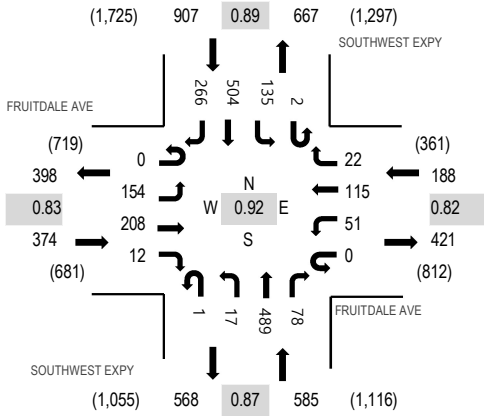 (1,725) 907 0.89 667 (1,297)
SOUTHWEST EXPY
266 504 135 2
FRUITDALE AVE
(719) (361)
398 0 22 188
154 N 115
0.83 W 0.92 E 0.82
208 S 51
374 12 0 421
(681) (812)
1 17 489 78
FRUITDALE AVE
SOUTHWEST EXPY
(1,055) 568 0.87 585 (1,116)